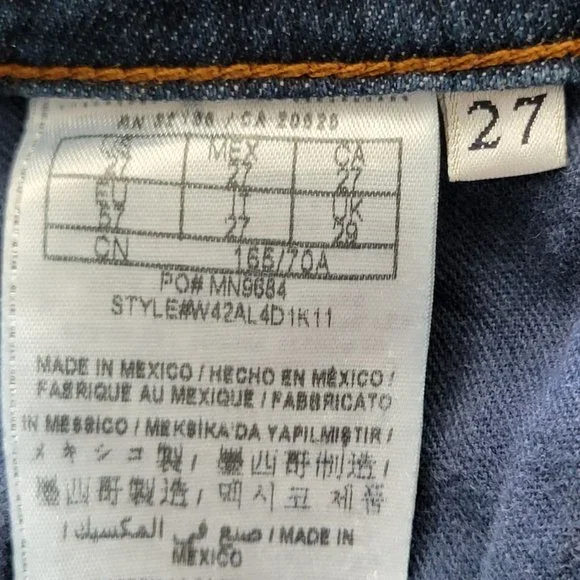 27
US MEX CA
27 27 27
EU IT UK
57 27 29
CN 165/70A
PO# MN9684
STYLE#W42AL4D1K11
MADE IN MEXICO / HECHO EN MÉXICO /
FABRIQUE AU MEXIQUE / FABBRICATO
IN MESSICO / MEKSİKA'DA YAPILMIŞTIR /
メキシコ製 / 墨西哥制造 /
墨西哥製造 / 멕시코 제품
/ صنع في المكسيك / MADE IN
MEXICO